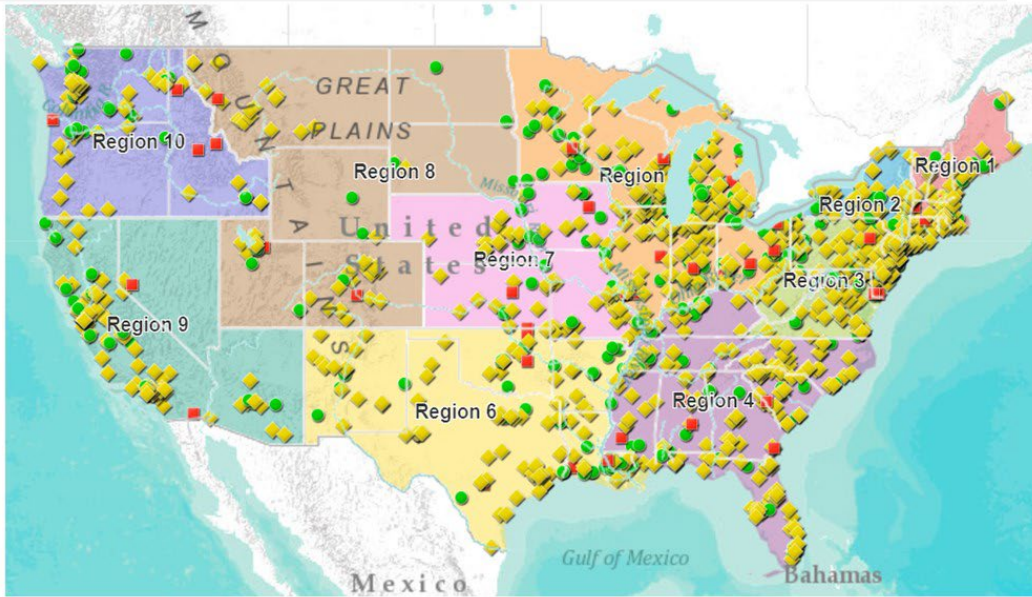 M O U N T A I N S
GREAT
PLAINS
Region 10
Region 8
Region
Region 1
Region 2
Missou
United
States
Region 7
Region 3
Region 9
Region 6
Region 4
Gulf of Mexico
Mexico
Bahamas